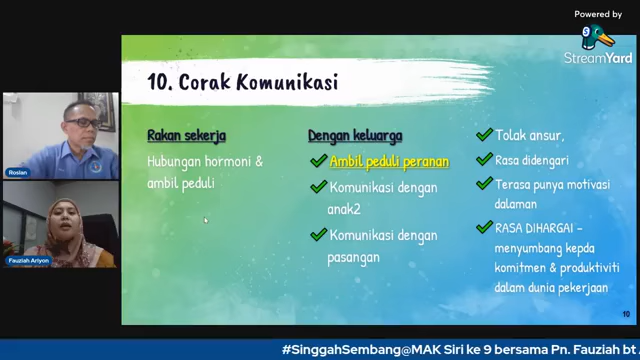 Powered by
StreamYard
10. Corak Komunikasi
Rakan sekerja
Hubungan hormoni &
ambil peduli
Dengan keluarga
Ambil peduli peranan
Komunikasi dengan
anak2
Komunikasi dengan
pasangan
Tolak ansur,
Rasa didengari
Terasa punya motivasi
dalaman
RASA DIHARGAI –
menyumbang kepda
komitmen & produktiviti
dalam dunia pekerjaan
10
Roslan
Fauziah Ariyon
#SinggahSembang@MAK Siri ke 9 bersama Pn. Fauziah bt